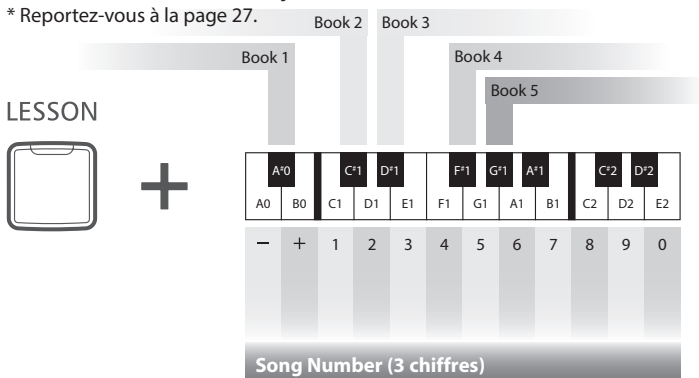 * Reportez-vous à la page 27.
Book 2 Book 3
Book 1 Book 4
Book 5
LESSON
+
A#0 C#1 D#1 F#1 G#1 A#1 C#2 D#2
A0 B0 C1 D1 E1 F1 G1 A1 B1 C2 D2 E2
− + 1 2 3 4 5 6 7 8 9 0
Song Number (3 chiffres)